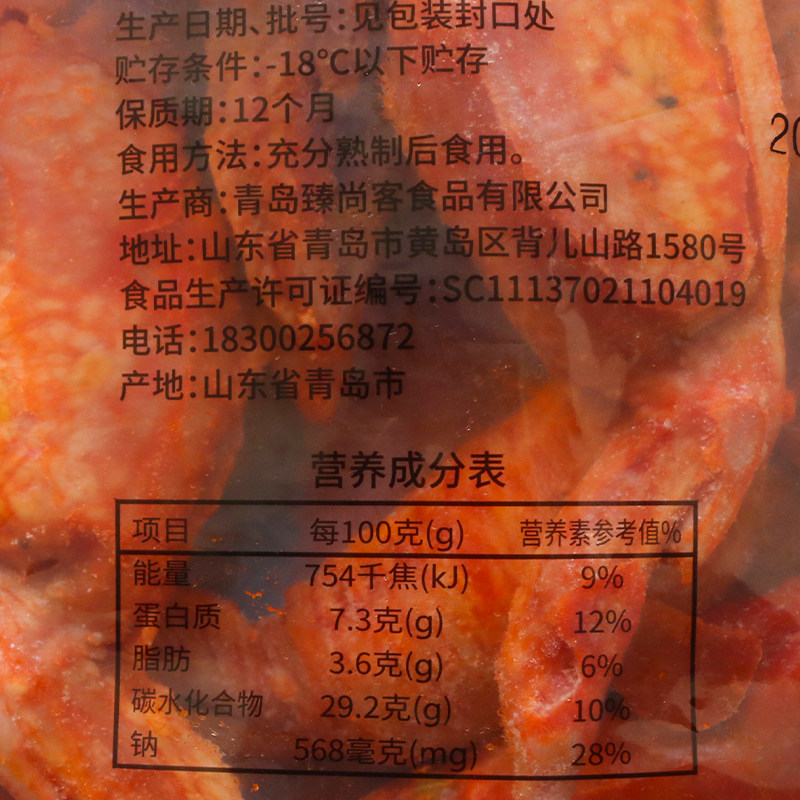 生产日期、批号:见包装封口处
贮存条件:-18℃以下贮存
保质期:12个月
食用方法:充分熟制后食用。
生产商:青岛臻尚客食品有限公司
地址:山东省青岛市黄岛区背儿山路1580号
食品生产许可证编号:SC11137021104019
电话:18300256872
产地:山东省青岛市
营养成分表
项目 每100克(g) 营养素参考值%
能量 754千焦(kJ) 9%
蛋白质 7.3克(g) 12%
脂肪 3.6克(g) 6%
碳水化合物 29.2克(g) 10%
钠 568毫克(mg) 28%